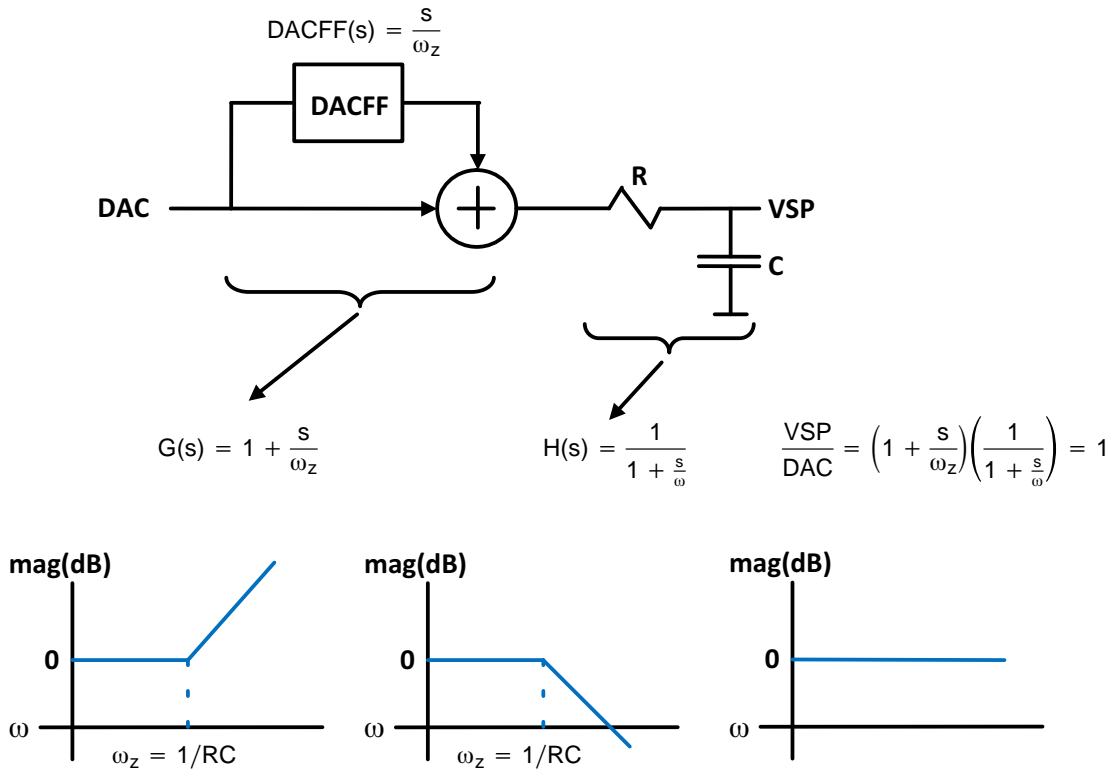 DACFF(s) = s/ω_z
DACFF
DAC
+
R
VSP
C
G(s) = 1 + s/ω_z
H(s) = 1/(1 + s/ω)
VSP/DAC = (1 + s/ω_z)(1/(1 + s/ω)) = 1
mag(dB)
0
ω
ω_z = 1/RC
mag(dB)
0
ω
ω_z = 1/RC
mag(dB)
0
ω